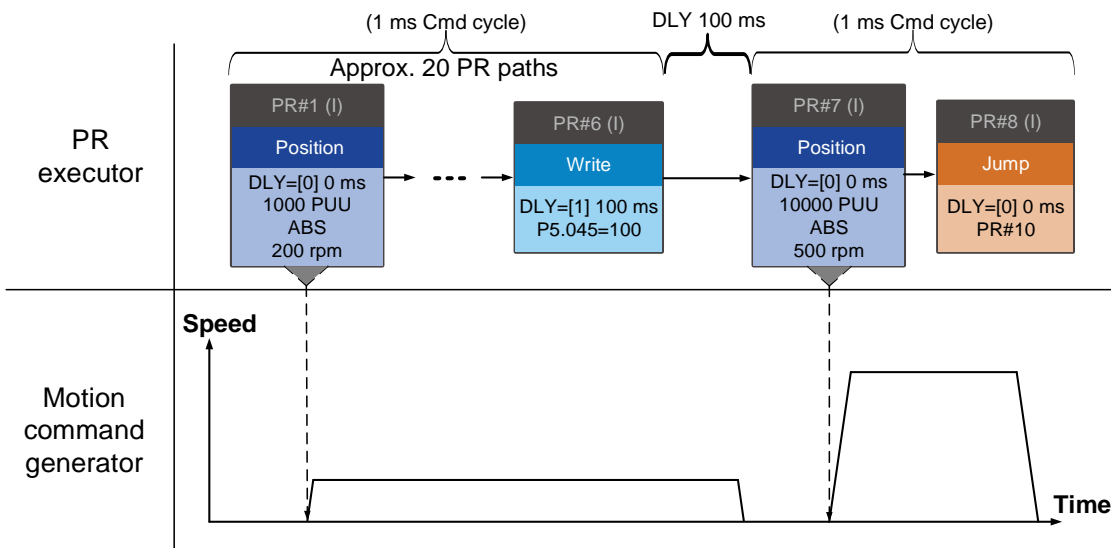 (1 ms Cmd cycle)
DLY 100 ms
(1 ms Cmd cycle)
Approx. 20 PR paths
PR
executor
PR#1 (I)
Position
DLY=[0] 0 ms
1000 PUU
ABS
200 rpm
PR#6 (I)
Write
DLY=[1] 100 ms
P5.045=100
PR#7 (I)
Position
DLY=[0] 0 ms
10000 PUU
ABS
500 rpm
PR#8 (I)
Jump
DLY=[0] 0 ms
PR#10
Motion
command
generator
Speed
Time